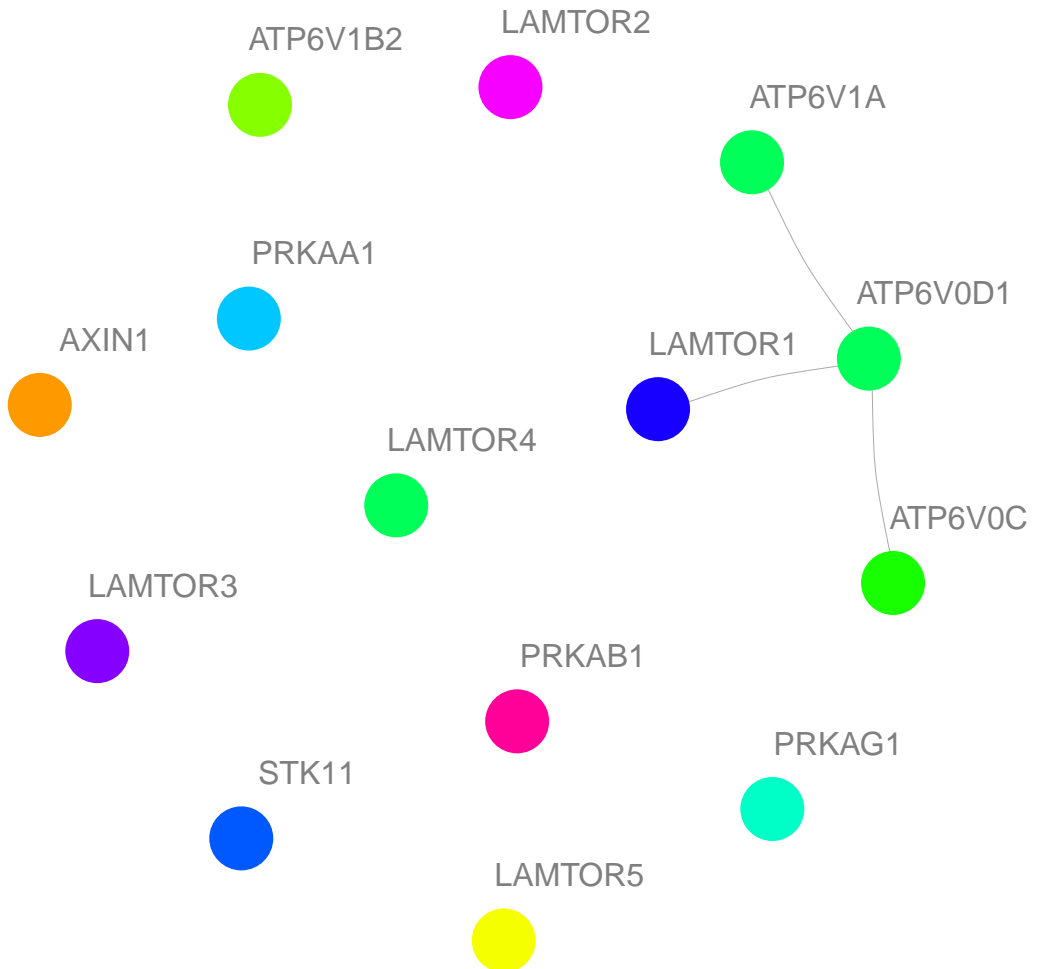 LAMTOR2
ATP6V1B2
ATP6V1A
PRKAA1
ATP6V0D1
AXIN1
LAMTOR1
LAMTOR4
ATP6V0C
LAMTOR3
PRKAB1
PRKAG1
STK11
LAMTOR5